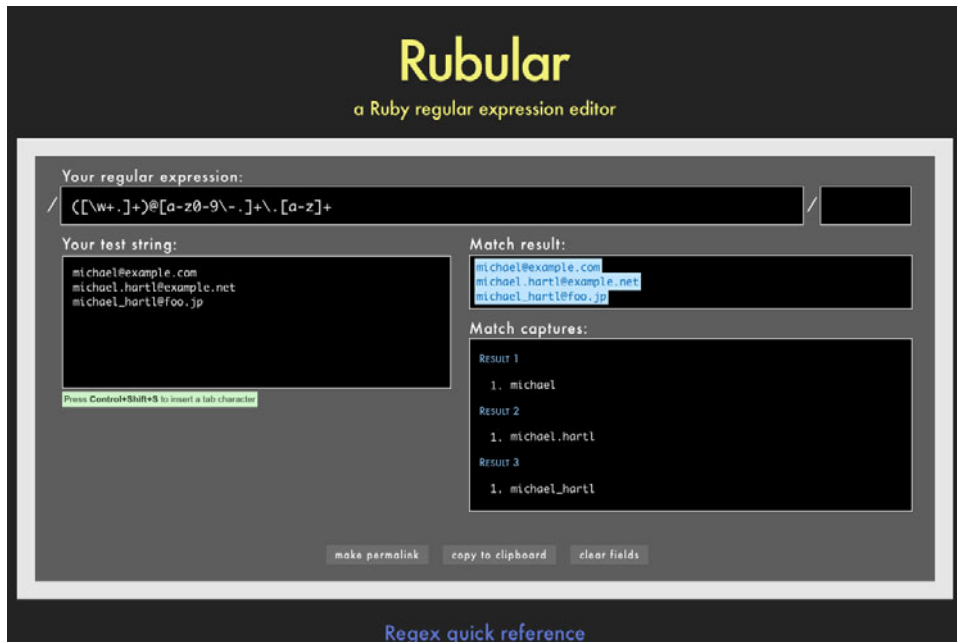 Rubular
a Ruby regular expression editor
Your regular expression:
/ ([\w+.]+)@[a-z0-9\-.]+\.[a-z]+ /
Your test string:
michael@example.com
michael.hartl@example.net
michael_hartl@foo.jp
Press Control+Shift+S to insert a tab character
Match result:
michael@example.com
michael.hartl@example.net
michael_hartl@foo.jp
Match captures:
Result 1
1. michael
Result 2
1. michael.hartl
Result 3
1. michael_hartl
make permalink copy to clipboard clear fields
Regex quick reference